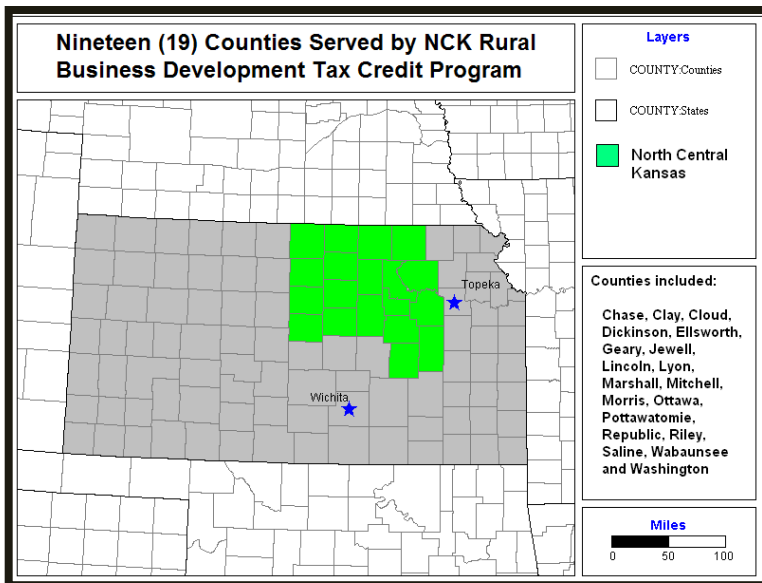 Nineteen (19) Counties Served by NCK Rural
Business Development Tax Credit Program
Layers
COUNTY:Counties
COUNTY:States
North Central
Kansas
Topeka
Wichita
Counties included:
Chase, Clay, Cloud,
Dickinson, Ellsworth,
Geary, Jewell,
Lincoln, Lyon,
Marshall, Mitchell,
Morris, Ottawa,
Pottawatomie,
Republic, Riley,
Saline, Wabaunsee
and Washington
Miles
0 50 100